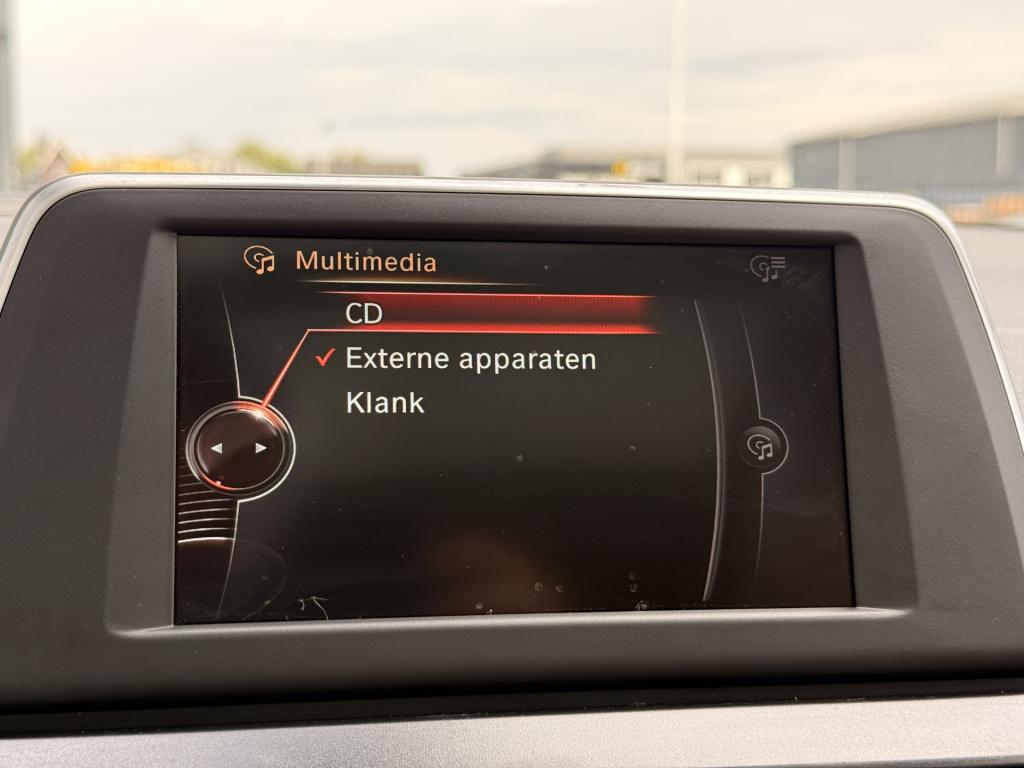 Multimedia
CD
Externe apparaten
Klank